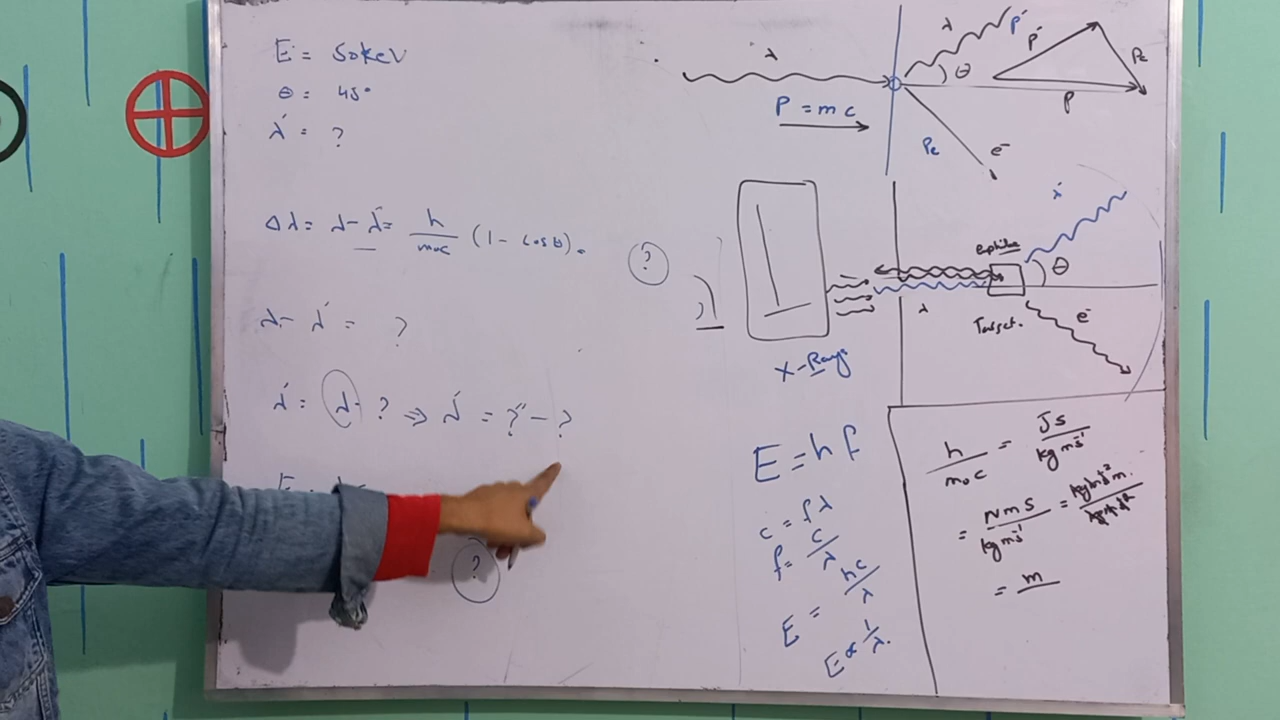 E = 50keV
θ = 45°
λ' = ?
Δλ = λ - λ' = h/m₀c (1 - cosθ).
λ - λ' = ?
λ' = λ - ? ⇒ λ' = ?" - ?
?
?
λ
P = mc
λ' P'
θ
Pe
e⁻
P'
Pe
P
X-Rays
λ
λ'
θ
Target.
e⁻
E = hf
c = fλ
f = c/λ
E = hc/λ
E ∝ 1/λ.
h/m₀c = Js/kg ms⁻¹
= Nms/kg ms⁻¹ =
= m